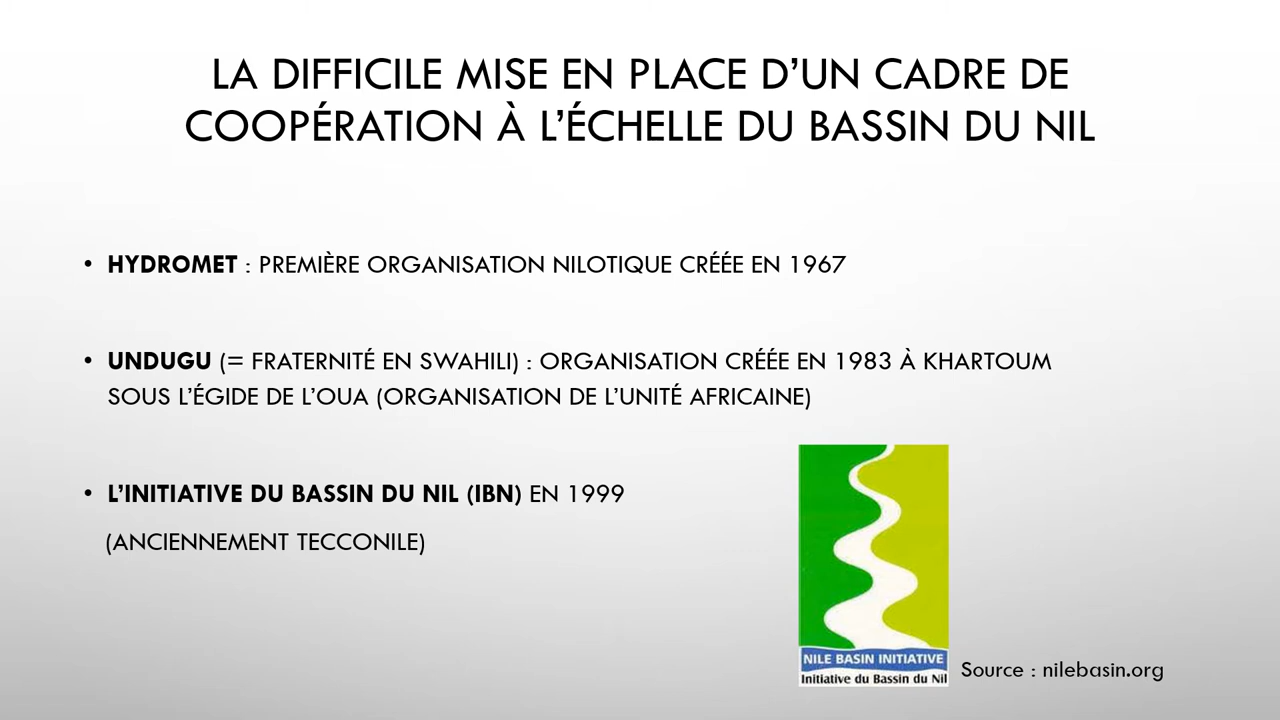 LA DIFFICILE MISE EN PLACE D’UN CADRE DE
COOPÉRATION À L’ÉCHELLE DU BASSIN DU NIL
• HYDROMET : PREMIÈRE ORGANISATION NILOTIQUE CRÉÉE EN 1967
• UNDUGU (= FRATERNITÉ EN SWAHILI) : ORGANISATION CRÉÉE EN 1983 À KHARTOUM
SOUS L’ÉGIDE DE L’OUA (ORGANISATION DE L’UNITÉ AFRICAINE)
• L’INITIATIVE DU BASSIN DU NIL (IBN) EN 1999
(ANCIENNEMENT TECCONILE)
NILE BASIN INITIATIVE
Initiative du Bassin du Nil
Source : nilebasin.org